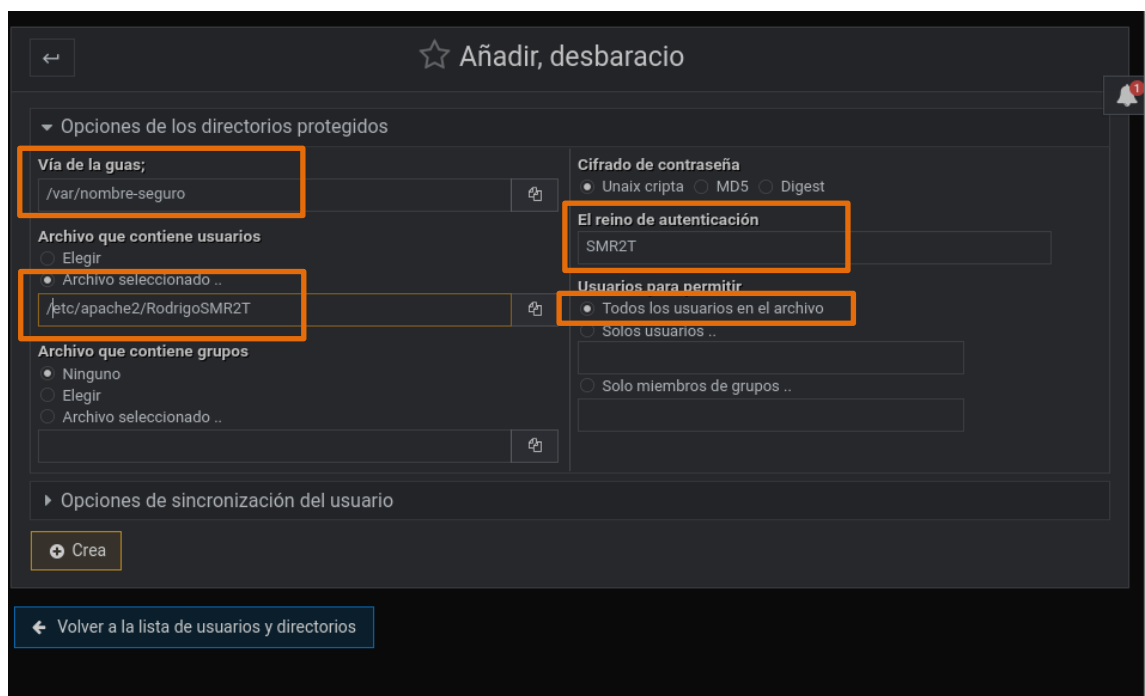 Añadir, desbaracio
1
Opciones de los directorios protegidos
Vía de la guas;
/var/nombre-seguro
Archivo que contiene usuarios
Elegir
Archivo seleccionado ..
/etc/apache2/RodrigoSMR2T
Archivo que contiene grupos
Ninguno
Elegir
Archivo seleccionado ..
Cifrado de contraseña
Unaix cripta MD5 Digest
El reino de autenticación
SMR2T
Usuarios para permitir
Todos los usuarios en el archivo
Solos usuarios ..
Solo miembros de grupos ..
Opciones de sincronización del usuario
Crea
Volver a la lista de usuarios y directorios